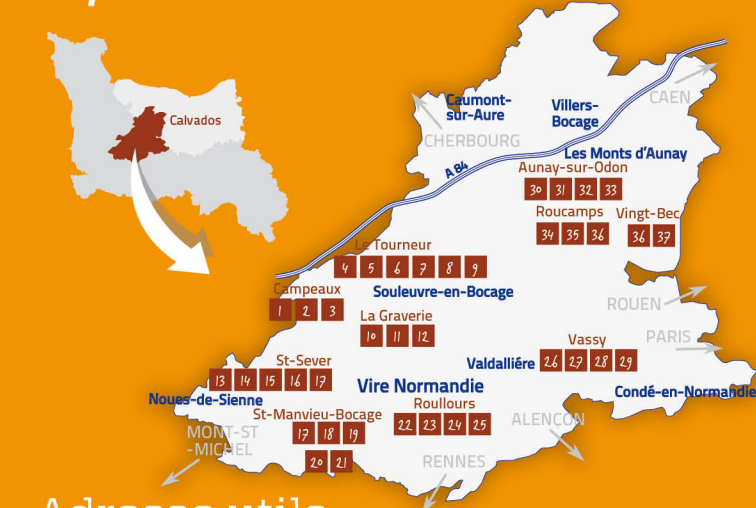 Calvados
Caumont-
sur-Aure
Villers-
Bocage
CAEN
CHERBOURG
A 84
Les Monts d'Aunay
Aunay-sur-Odon
30 31 32 33
Roucamps
34 35 36
Vingt-Bec
36 37
Le Tourneur
4 5 6 7 8 9
Campeaux
1 2 3
Souleuvre-en-Bocage
ROUEN
La Graverie
10 11 12
PARIS
Vassy
Valdalliére
26 27 28 29
St-Sever
13 14 15 16 17
Noues-de-Sienne
Vire Normandie
Condé-en-Normandie
St-Manvieu-Bocage
17 18 19
20 21
Roullours
22 23 24 25
ALENÇON
MONT-ST
-MICHEL
RENNES
Adresse utile